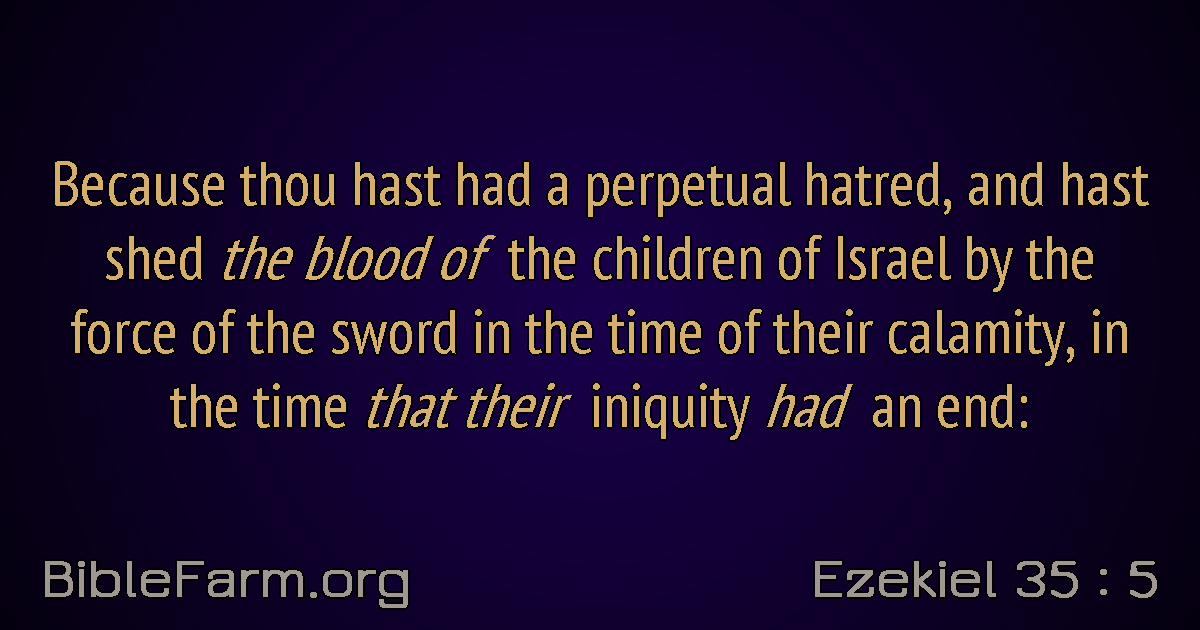 Because thou hast had a perpetual hatred, and hast
shed the blood of the children of Israel by the
force of the sword in the time of their calamity, in
the time that their iniquity had an end:
BibleFarm.org
Ezekiel 35 : 5